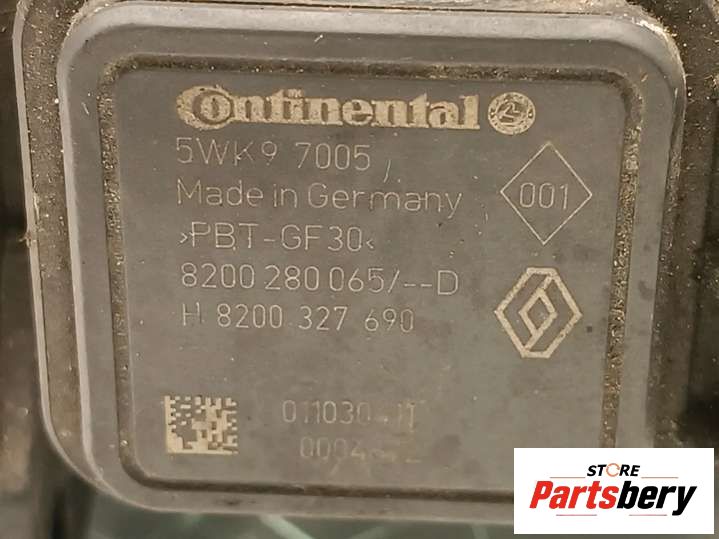 Continental
5WK9 7005
Made in Germany
001
>PBT-GF30<
8200 280 065/--D
H 8200 327 690
STORE
Partsbery